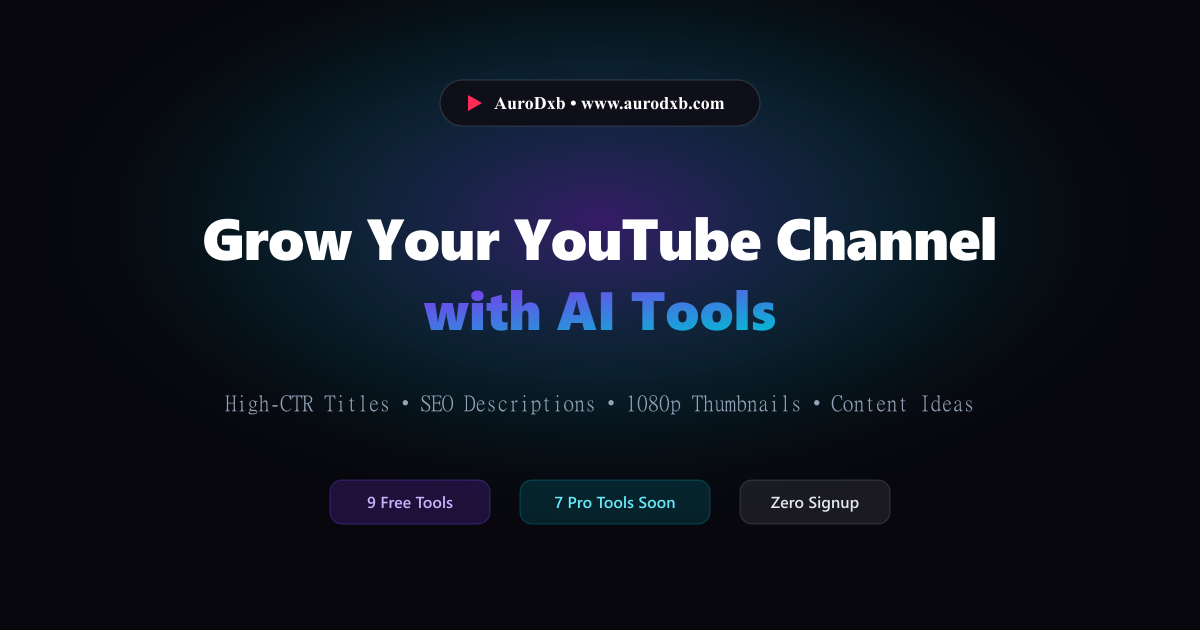 AuroDxb • www.aurodxb.com
Grow Your YouTube Channel
with AI Tools
High-CTR Titles • SEO Descriptions • 1080p Thumbnails • Content Ideas
9 Free Tools
7 Pro Tools Soon
Zero Signup